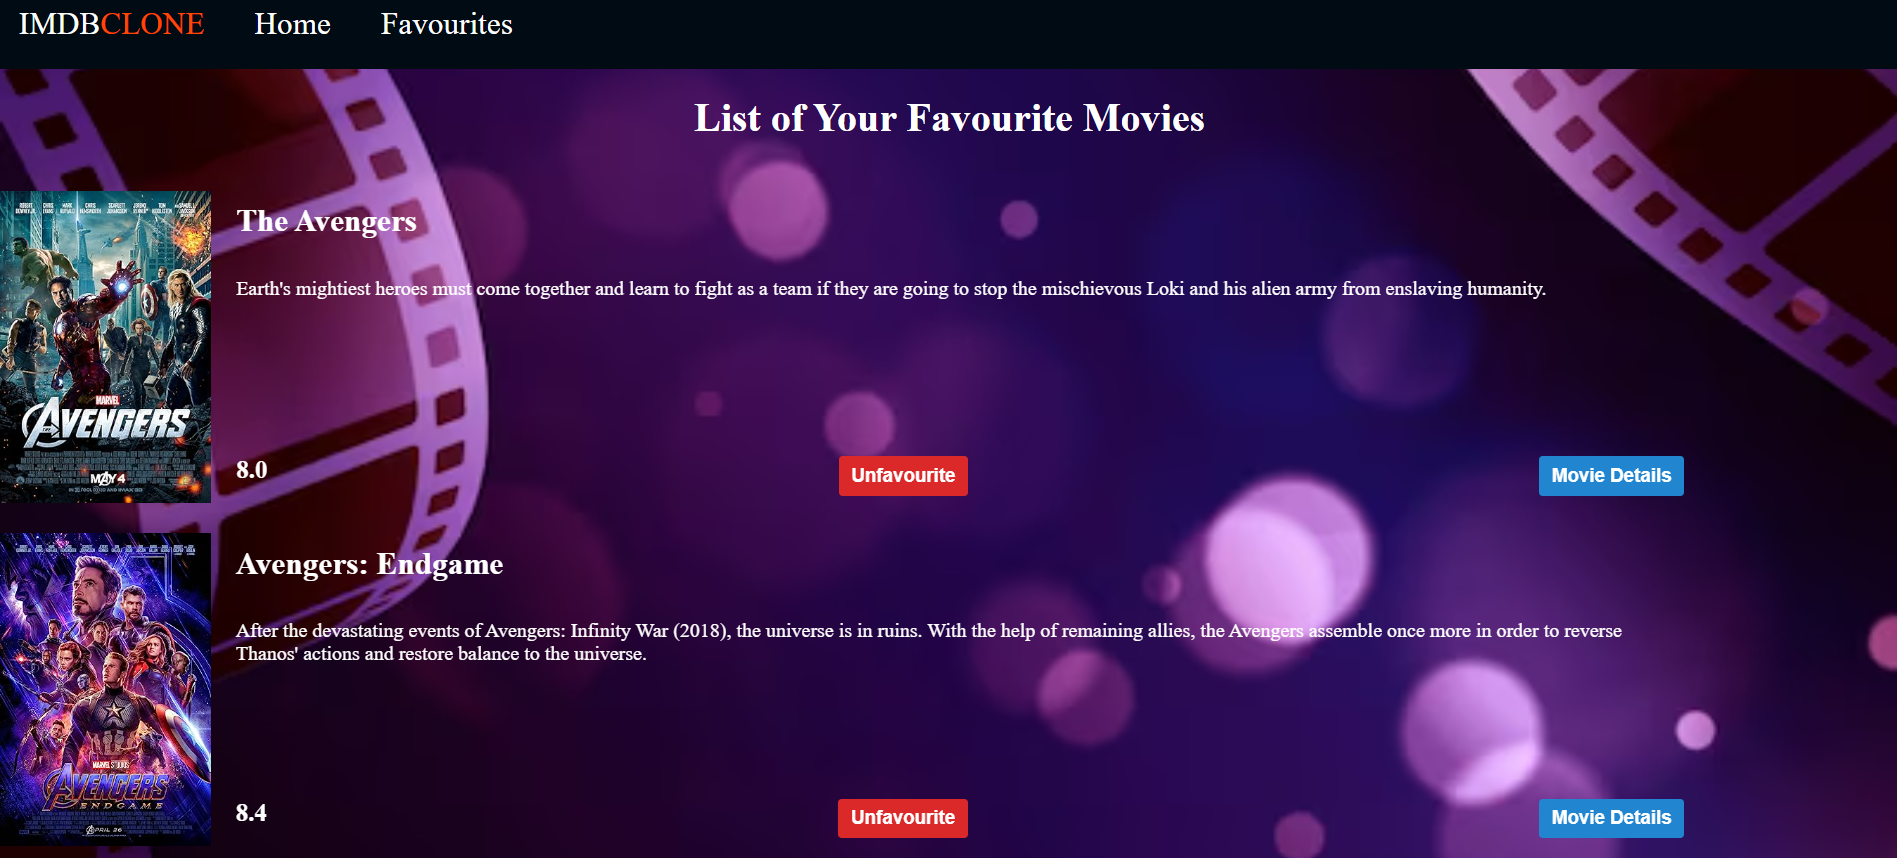 IMDBCLONE Home Favourites
List of Your Favourite Movies
The Avengers
Earth's mightiest heroes must come together and learn to fight as a team if they are going to stop the mischievous Loki and his alien army from enslaving humanity.
MARVEL
AVENGERS
MAY 4
8.0 Unfavourite Movie Details
Avengers: Endgame
After the devastating events of Avengers: Infinity War (2018), the universe is in ruins. With the help of remaining allies, the Avengers assemble once more in order to reverse
Thanos' actions and restore balance to the universe.
MARVEL STUDIOS
AVENGERS
ENDGAME
APRIL 26
8.4 Unfavourite Movie Details